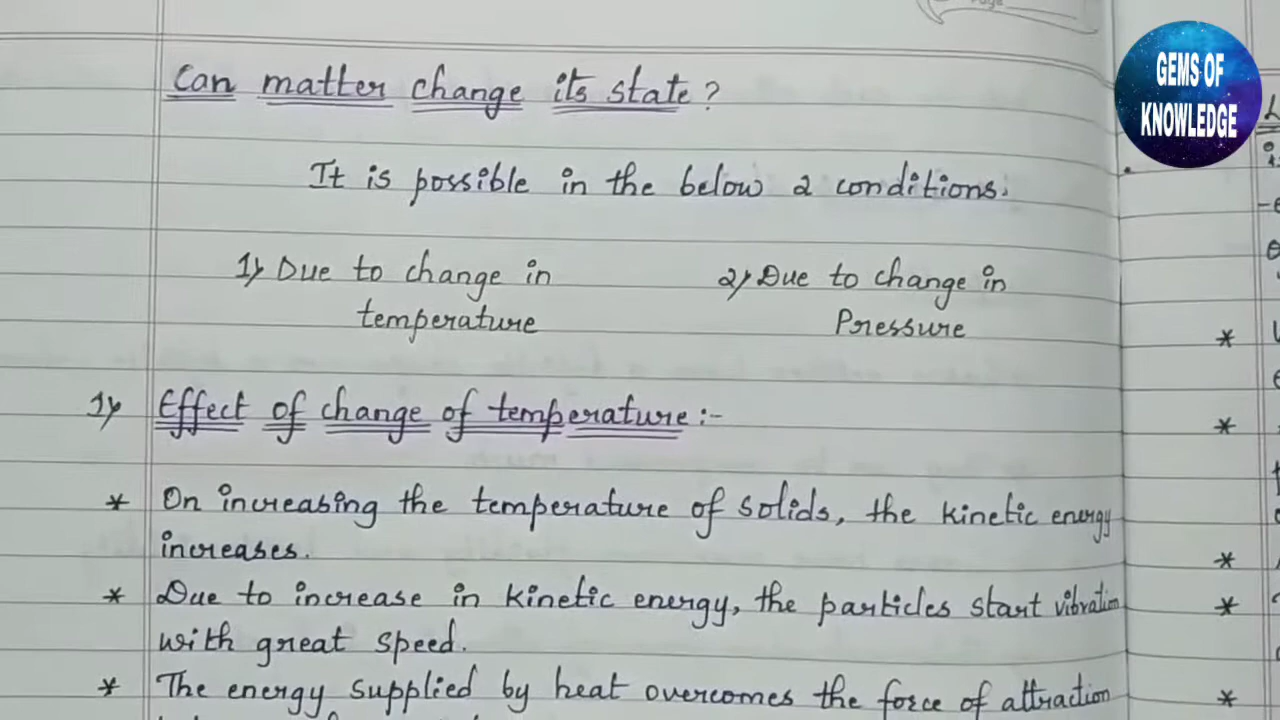 Can matter change its state?
It is possible in the below 2 conditions.
1) Due to change in
temperature
2) Due to change in
Pressure
1) Effect of change of temperature :-
* On increasing the temperature of solids, the kinetic energy
increases.
* Due to increase in kinetic energy, the particles start vibration
with great speed.
* The energy supplied by heat overcomes the force of attraction
GEMS OF
KNOWLEDGE